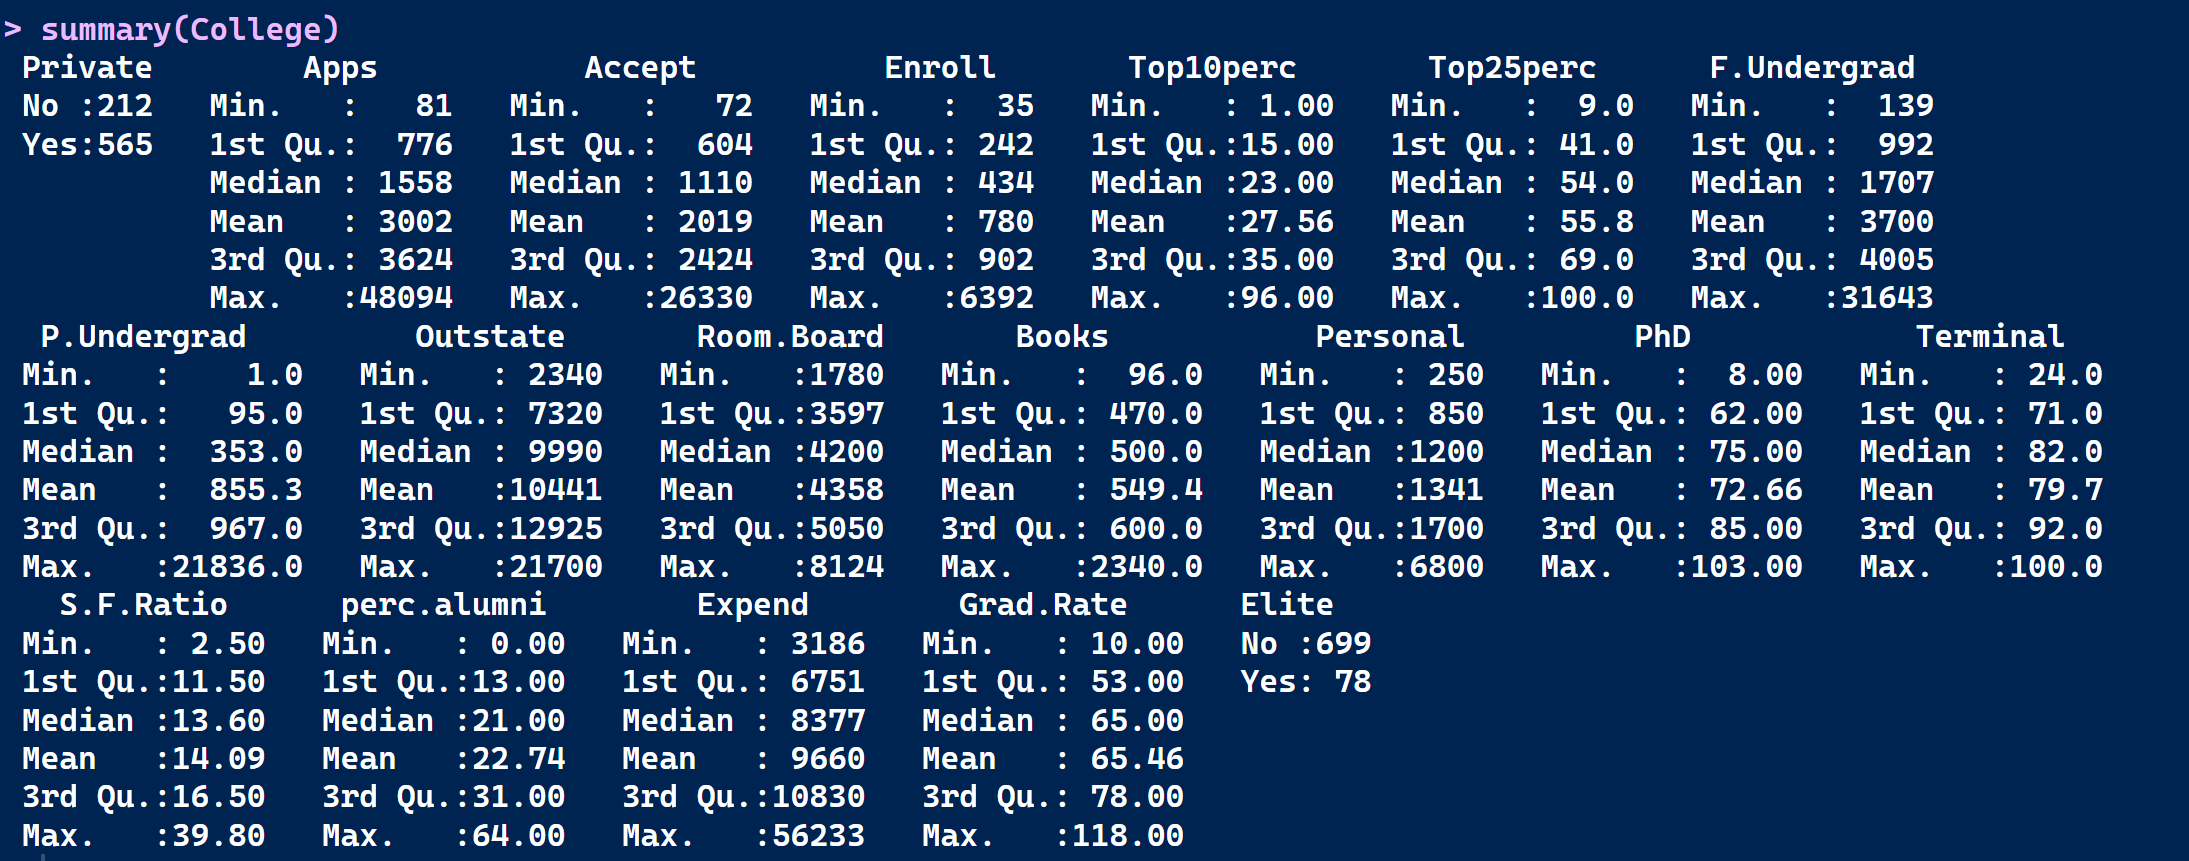 > summary(College)
 Private        Apps           Accept          Enroll       Top10perc       Top25perc      F.Undergrad
 No :212   Min.   :   81   Min.   :   72   Min.   :  35   Min.   : 1.00   Min.   :  9.0   Min.   :  139
 Yes:565   1st Qu.:  776   1st Qu.:  604   1st Qu.: 242   1st Qu.:15.00   1st Qu.: 41.0   1st Qu.:  992
           Median : 1558   Median : 1110   Median : 434   Median :23.00   Median : 54.0   Median : 1707
           Mean   : 3002   Mean   : 2019   Mean   : 780   Mean   :27.56   Mean   : 55.8   Mean   : 3700
           3rd Qu.: 3624   3rd Qu.: 2424   3rd Qu.: 902   3rd Qu.:35.00   3rd Qu.: 69.0   3rd Qu.: 4005
           Max.   :48094   Max.   :26330   Max.   :6392   Max.   :96.00   Max.   :100.0   Max.   :31643
  P.Undergrad         Outstate       Room.Board       Books           Personal         PhD            Terminal
 Min.   :    1.0   Min.   : 2340   Min.   :1780   Min.   :  96.0   Min.   : 250   Min.   :  8.00   Min.   : 24.0
 1st Qu.:   95.0   1st Qu.: 7320   1st Qu.:3597   1st Qu.: 470.0   1st Qu.: 850   1st Qu.: 62.00   1st Qu.: 71.0
 Median :  353.0   Median : 9990   Median :4200   Median : 500.0   Median :1200   Median : 75.00   Median : 82.0
 Mean   :  855.3   Mean   :10441   Mean   :4358   Mean   : 549.4   Mean   :1341   Mean   : 72.66   Mean   : 79.7
 3rd Qu.:  967.0   3rd Qu.:12925   3rd Qu.:5050   3rd Qu.: 600.0   3rd Qu.:1700   3rd Qu.: 85.00   3rd Qu.: 92.0
 Max.   :21836.0   Max.   :21700   Max.   :8124   Max.   :2340.0   Max.   :6800   Max.   :103.00   Max.   :100.0
   S.F.Ratio      perc.alumni        Expend        Grad.Rate      Elite
 Min.   : 2.50   Min.   : 0.00   Min.   : 3186   Min.   : 10.00   No :699
 1st Qu.:11.50   1st Qu.:13.00   1st Qu.: 6751   1st Qu.: 53.00   Yes: 78
 Median :13.60   Median :21.00   Median : 8377   Median : 65.00
 Mean   :14.09   Mean   :22.74   Mean   : 9660   Mean   : 65.46
 3rd Qu.:16.50   3rd Qu.:31.00   3rd Qu.:10830   3rd Qu.: 78.00
 Max.   :39.80   Max.   :64.00   Max.   :56233   Max.   :118.00